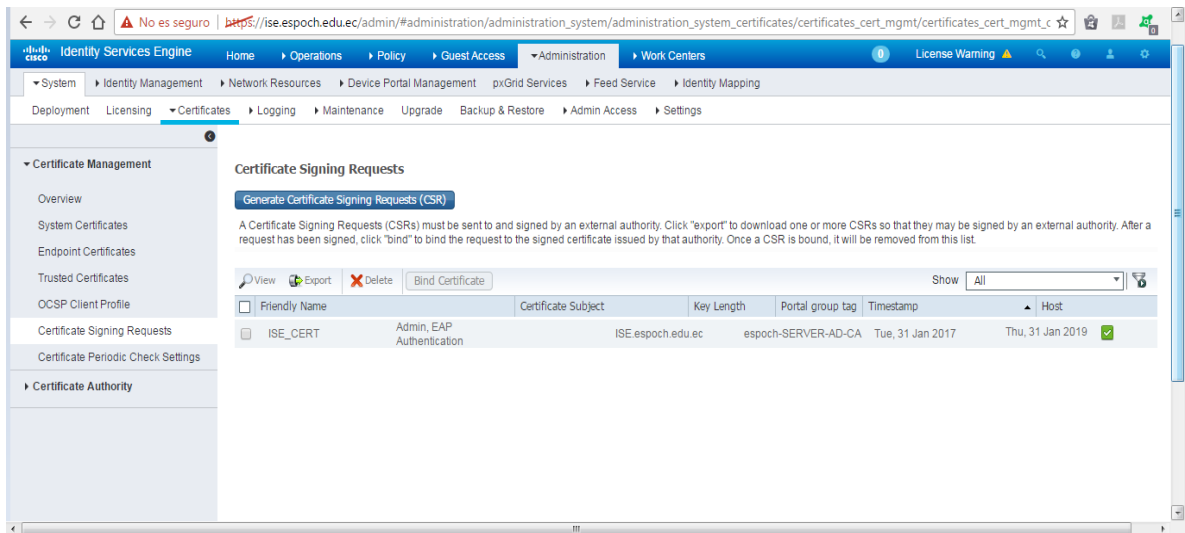 No es seguro https://ise.espoch.edu.ec/admin/#administration/administration_system/administration_system_certificates/certificates_cert_mgmt/certificates_cert_mgmt_c
0
cisco Identity Services Engine Home Operations Policy Guest Access Administration Work Centers 0 License Warning
System Identity Management Network Resources Device Portal Management pxGrid Services Feed Service Identity Mapping
Deployment Licensing Certificates Logging Maintenance Upgrade Backup & Restore Admin Access Settings
Certificate Management
Overview
System Certificates
Endpoint Certificates
Trusted Certificates
OCSP Client Profile
Certificate Signing Requests
Certificate Periodic Check Settings
Certificate Authority
Certificate Signing Requests
Generate Certificate Signing Requests (CSR)
A Certificate Signing Requests (CSRs) must be sent to and signed by an external authority. Click "export" to download one or more CSRs so that they may be signed by an external authority. After a
request has been signed, click "bind" to bind the request to the signed certificate issued by that authority. Once a CSR is bound, it will be removed from this list.
View Export Delete Bind Certificate Show All
Friendly Name Certificate Subject Key Length Portal group tag Timestamp Host
ISE_CERT Admin, EAP
Authentication ISE.espoch.edu.ec espoch-SERVER-AD-CA Tue, 31 Jan 2017 Thu, 31 Jan 2019